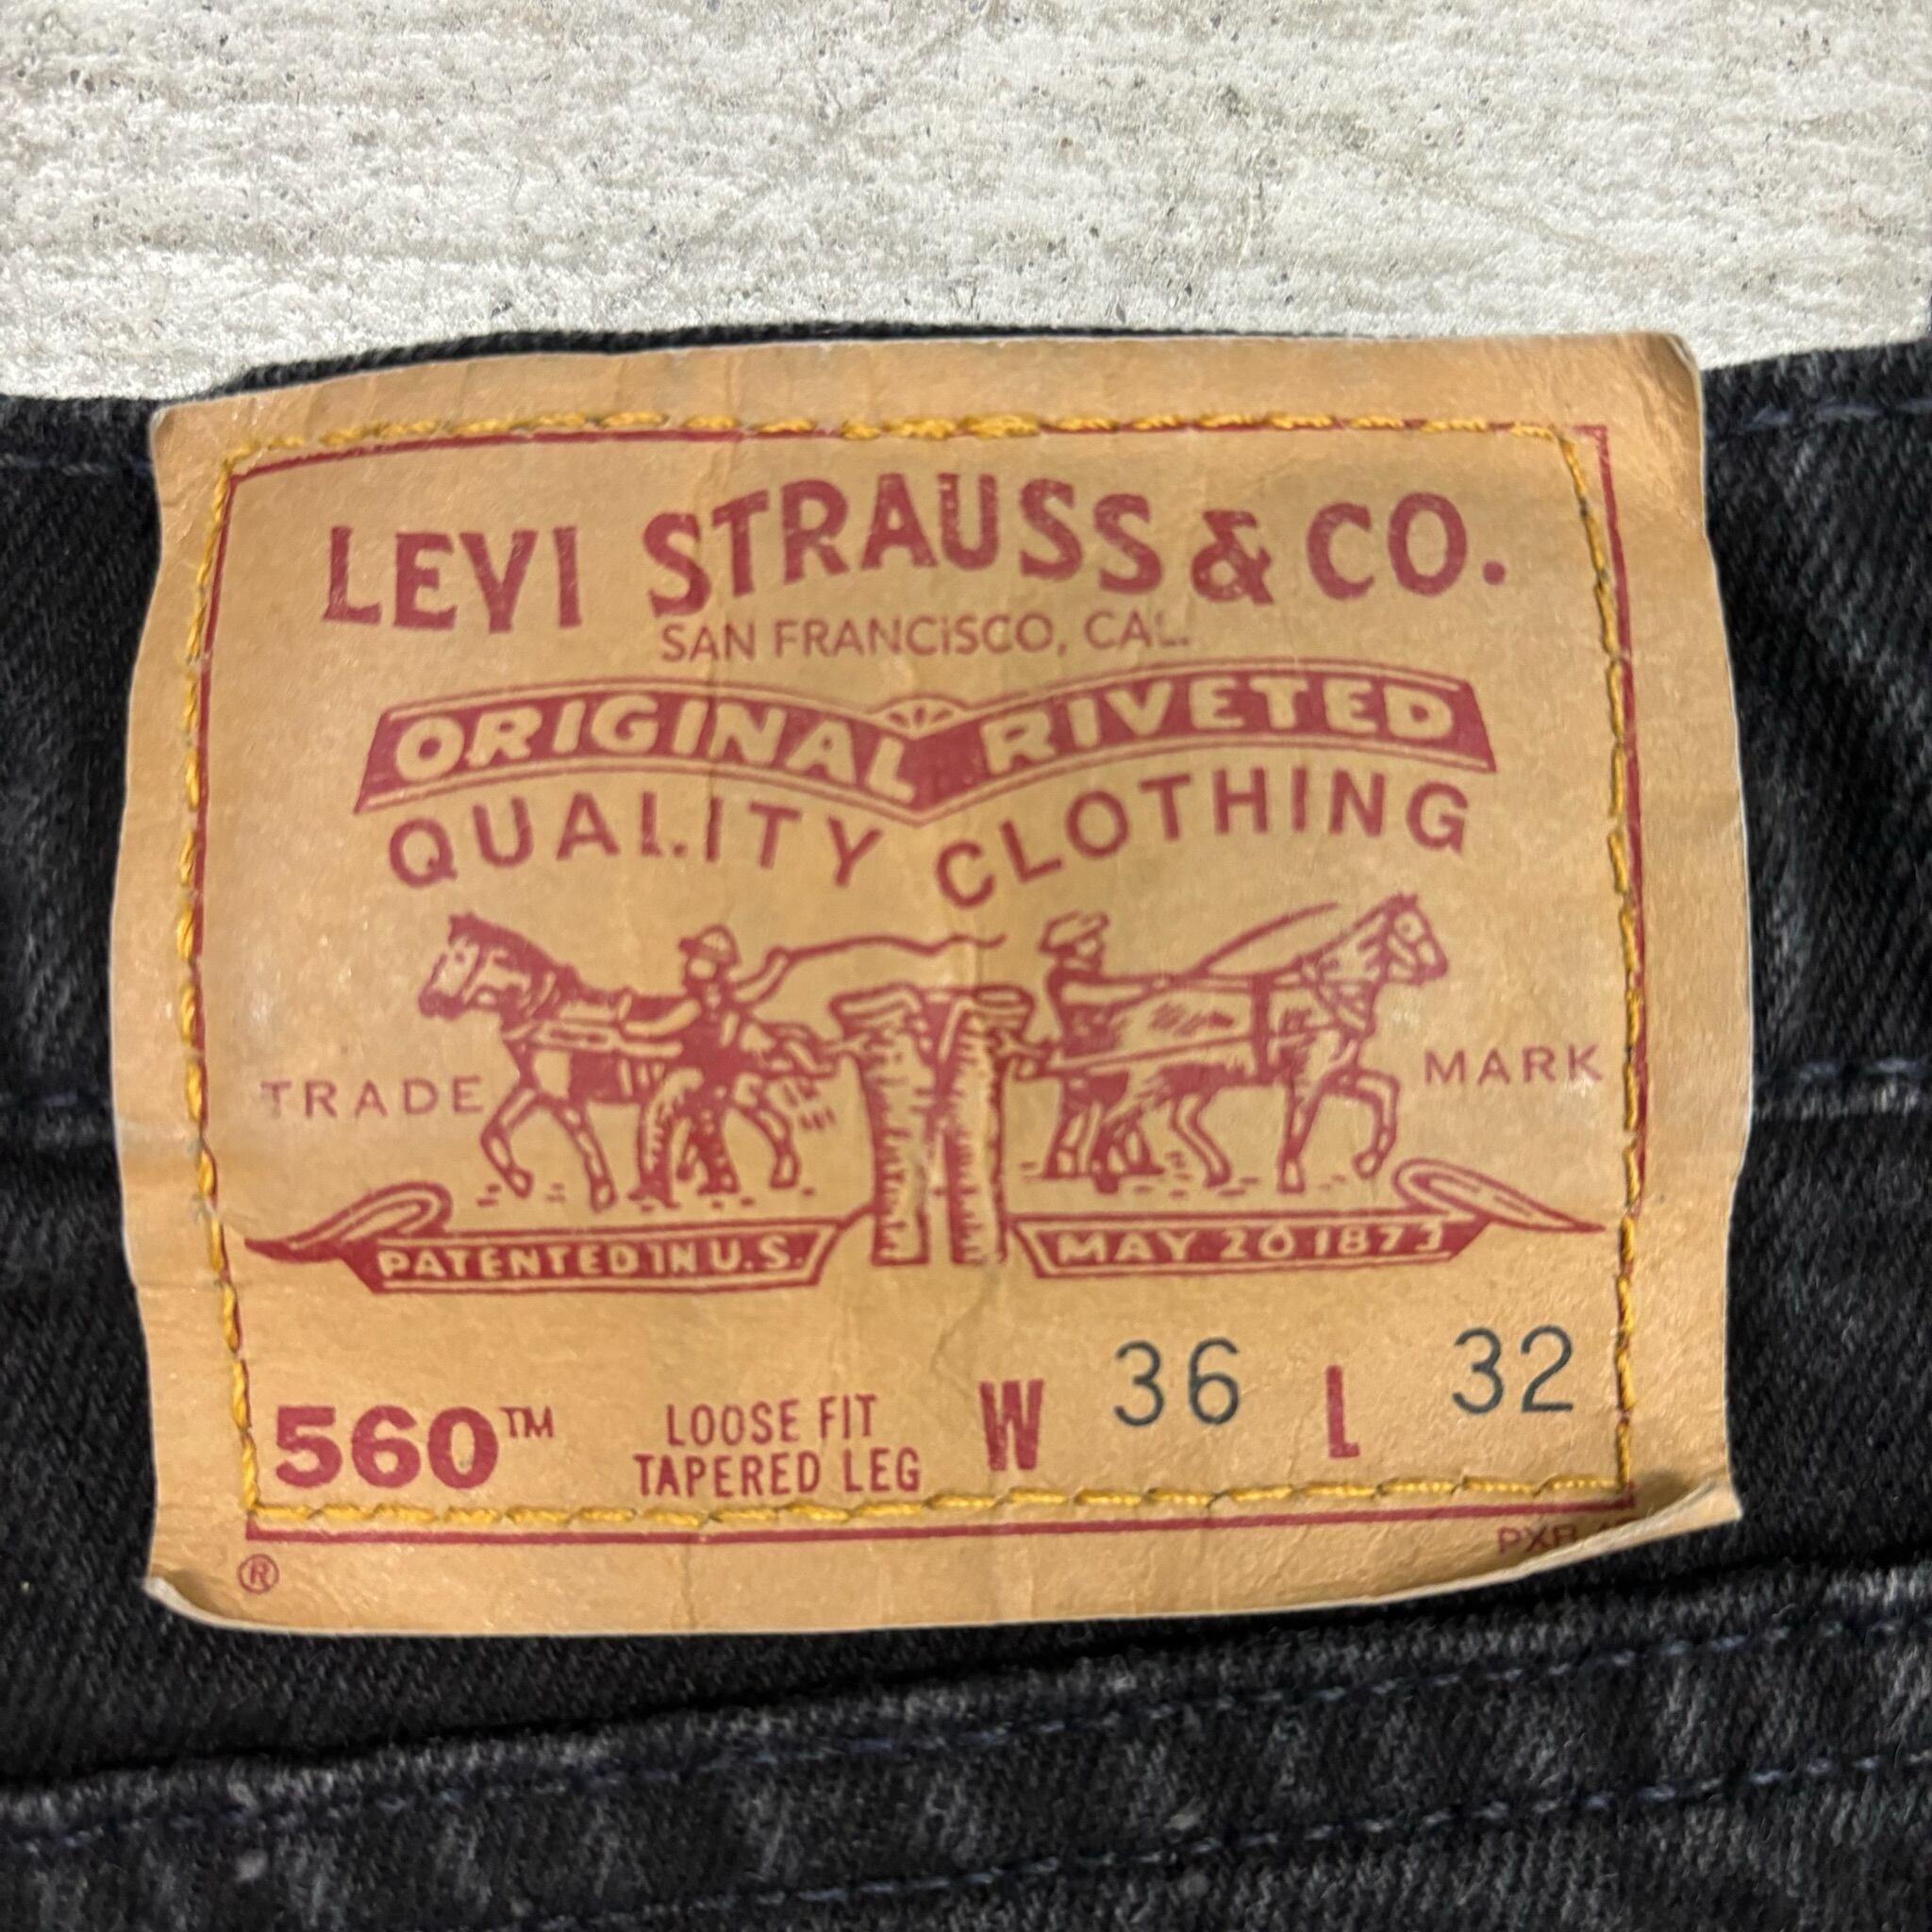 LEVI STRAUSS & CO.
SAN FRANCISCO, CAL.
ORIGINAL RIVETED
QUALITY CLOTHING
TRADE MARK
PATENTED IN U.S. MAY 20 1873
560™ LOOSE FIT W 36 L 32
TAPERED LEG
®